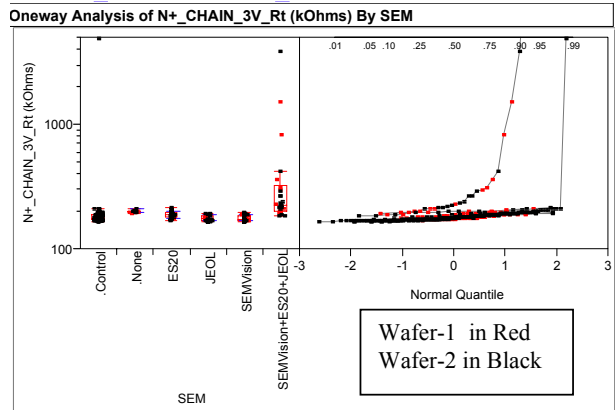 Oneway Analysis of N+_CHAIN_3V_Rt (kOhms) By SEM
N+_CHAIN_3V_Rt (kOhms)
1000
100
.01 .05 .10 .25 .50 .75 .90 .95 .99
.Control
.None
ES20
JEOL
SEMVision
SEMVision+ES20+JEOL
SEM
-3 -2 -1 0 1 2 3
Normal Quantile
Wafer-1 in Red
Wafer-2 in Black